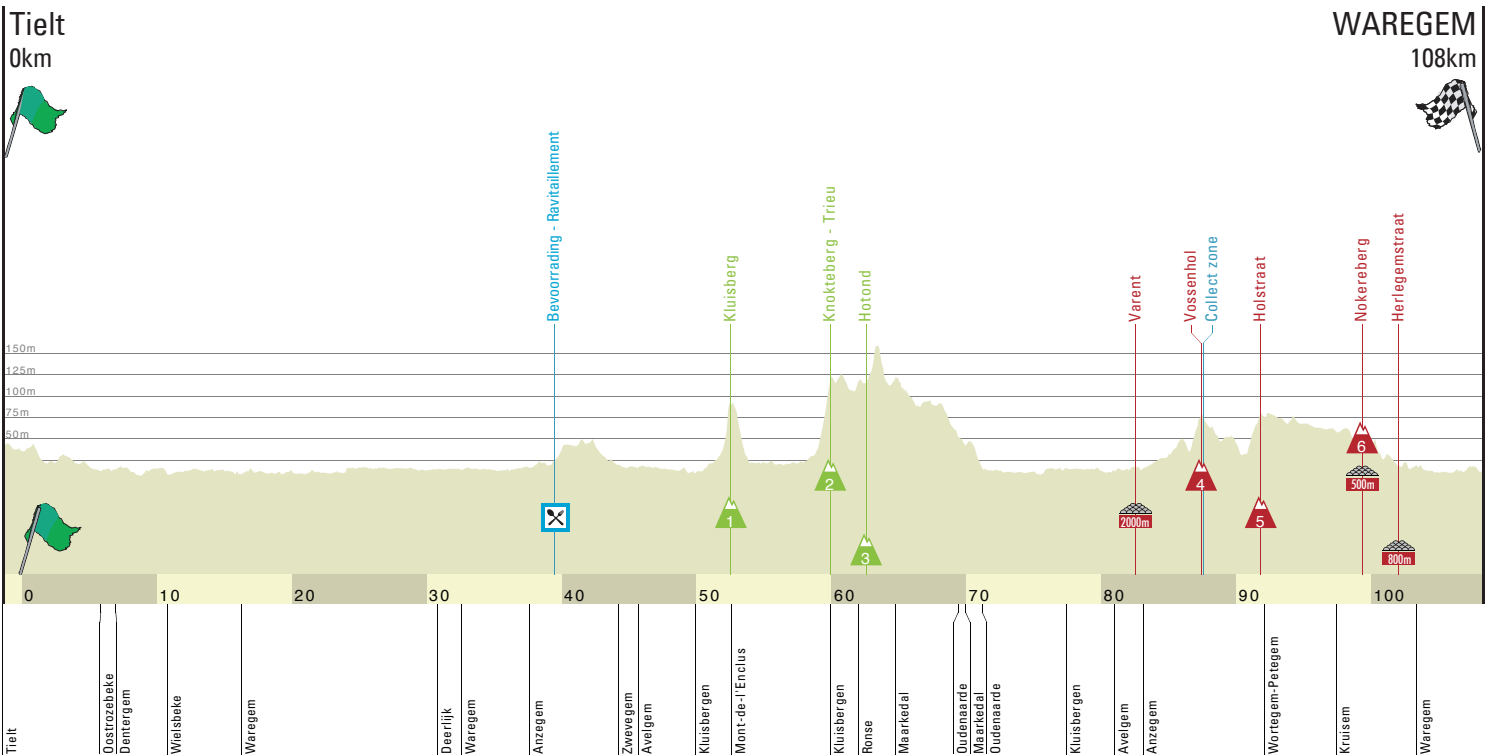 Tielt
0km
WAREGEM
108km
Bevoorrading - Ravitaillement
Kluisberg
Knokteberg - Trieu
Hotond
Varent
Vossenhol
Collect zone
Holstraat
Nokereberg
Herlegemstraat
150m
125m
100m
75m
50m
1
2
3
4
5
6
2000m
500m
800m
0
10
20
30
40
50
60
70
80
90
100
Tielt
Oostrozebeke
Dentergem
Wielsbeke
Waregem
Deerlijk
Waregem
Anzegem
Zwevegem
Avelgem
Kluisbergen
Mont-de-l'Enclus
Kluisbergen
Ronse
Maarkedal
Oudenaarde
Maarkedal
Oudenaarde
Kluisbergen
Avelgem
Anzegem
Wortegem-Petegem
Kruisem
Waregem